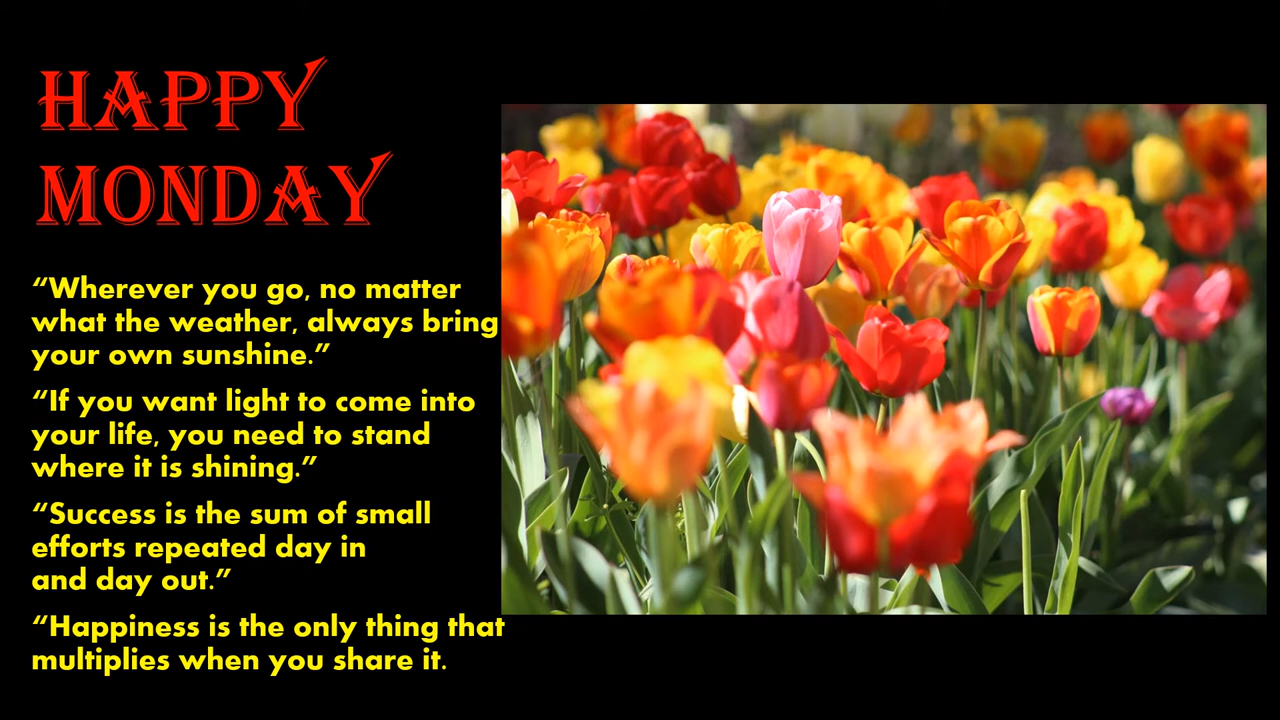 HAPPY
MONDAY
“Wherever you go, no matter
what the weather, always bring
your own sunshine.”
“If you want light to come into
your life, you need to stand
where it is shining.”
“Success is the sum of small
efforts repeated day in
and day out.”
“Happiness is the only thing that
multiplies when you share it.